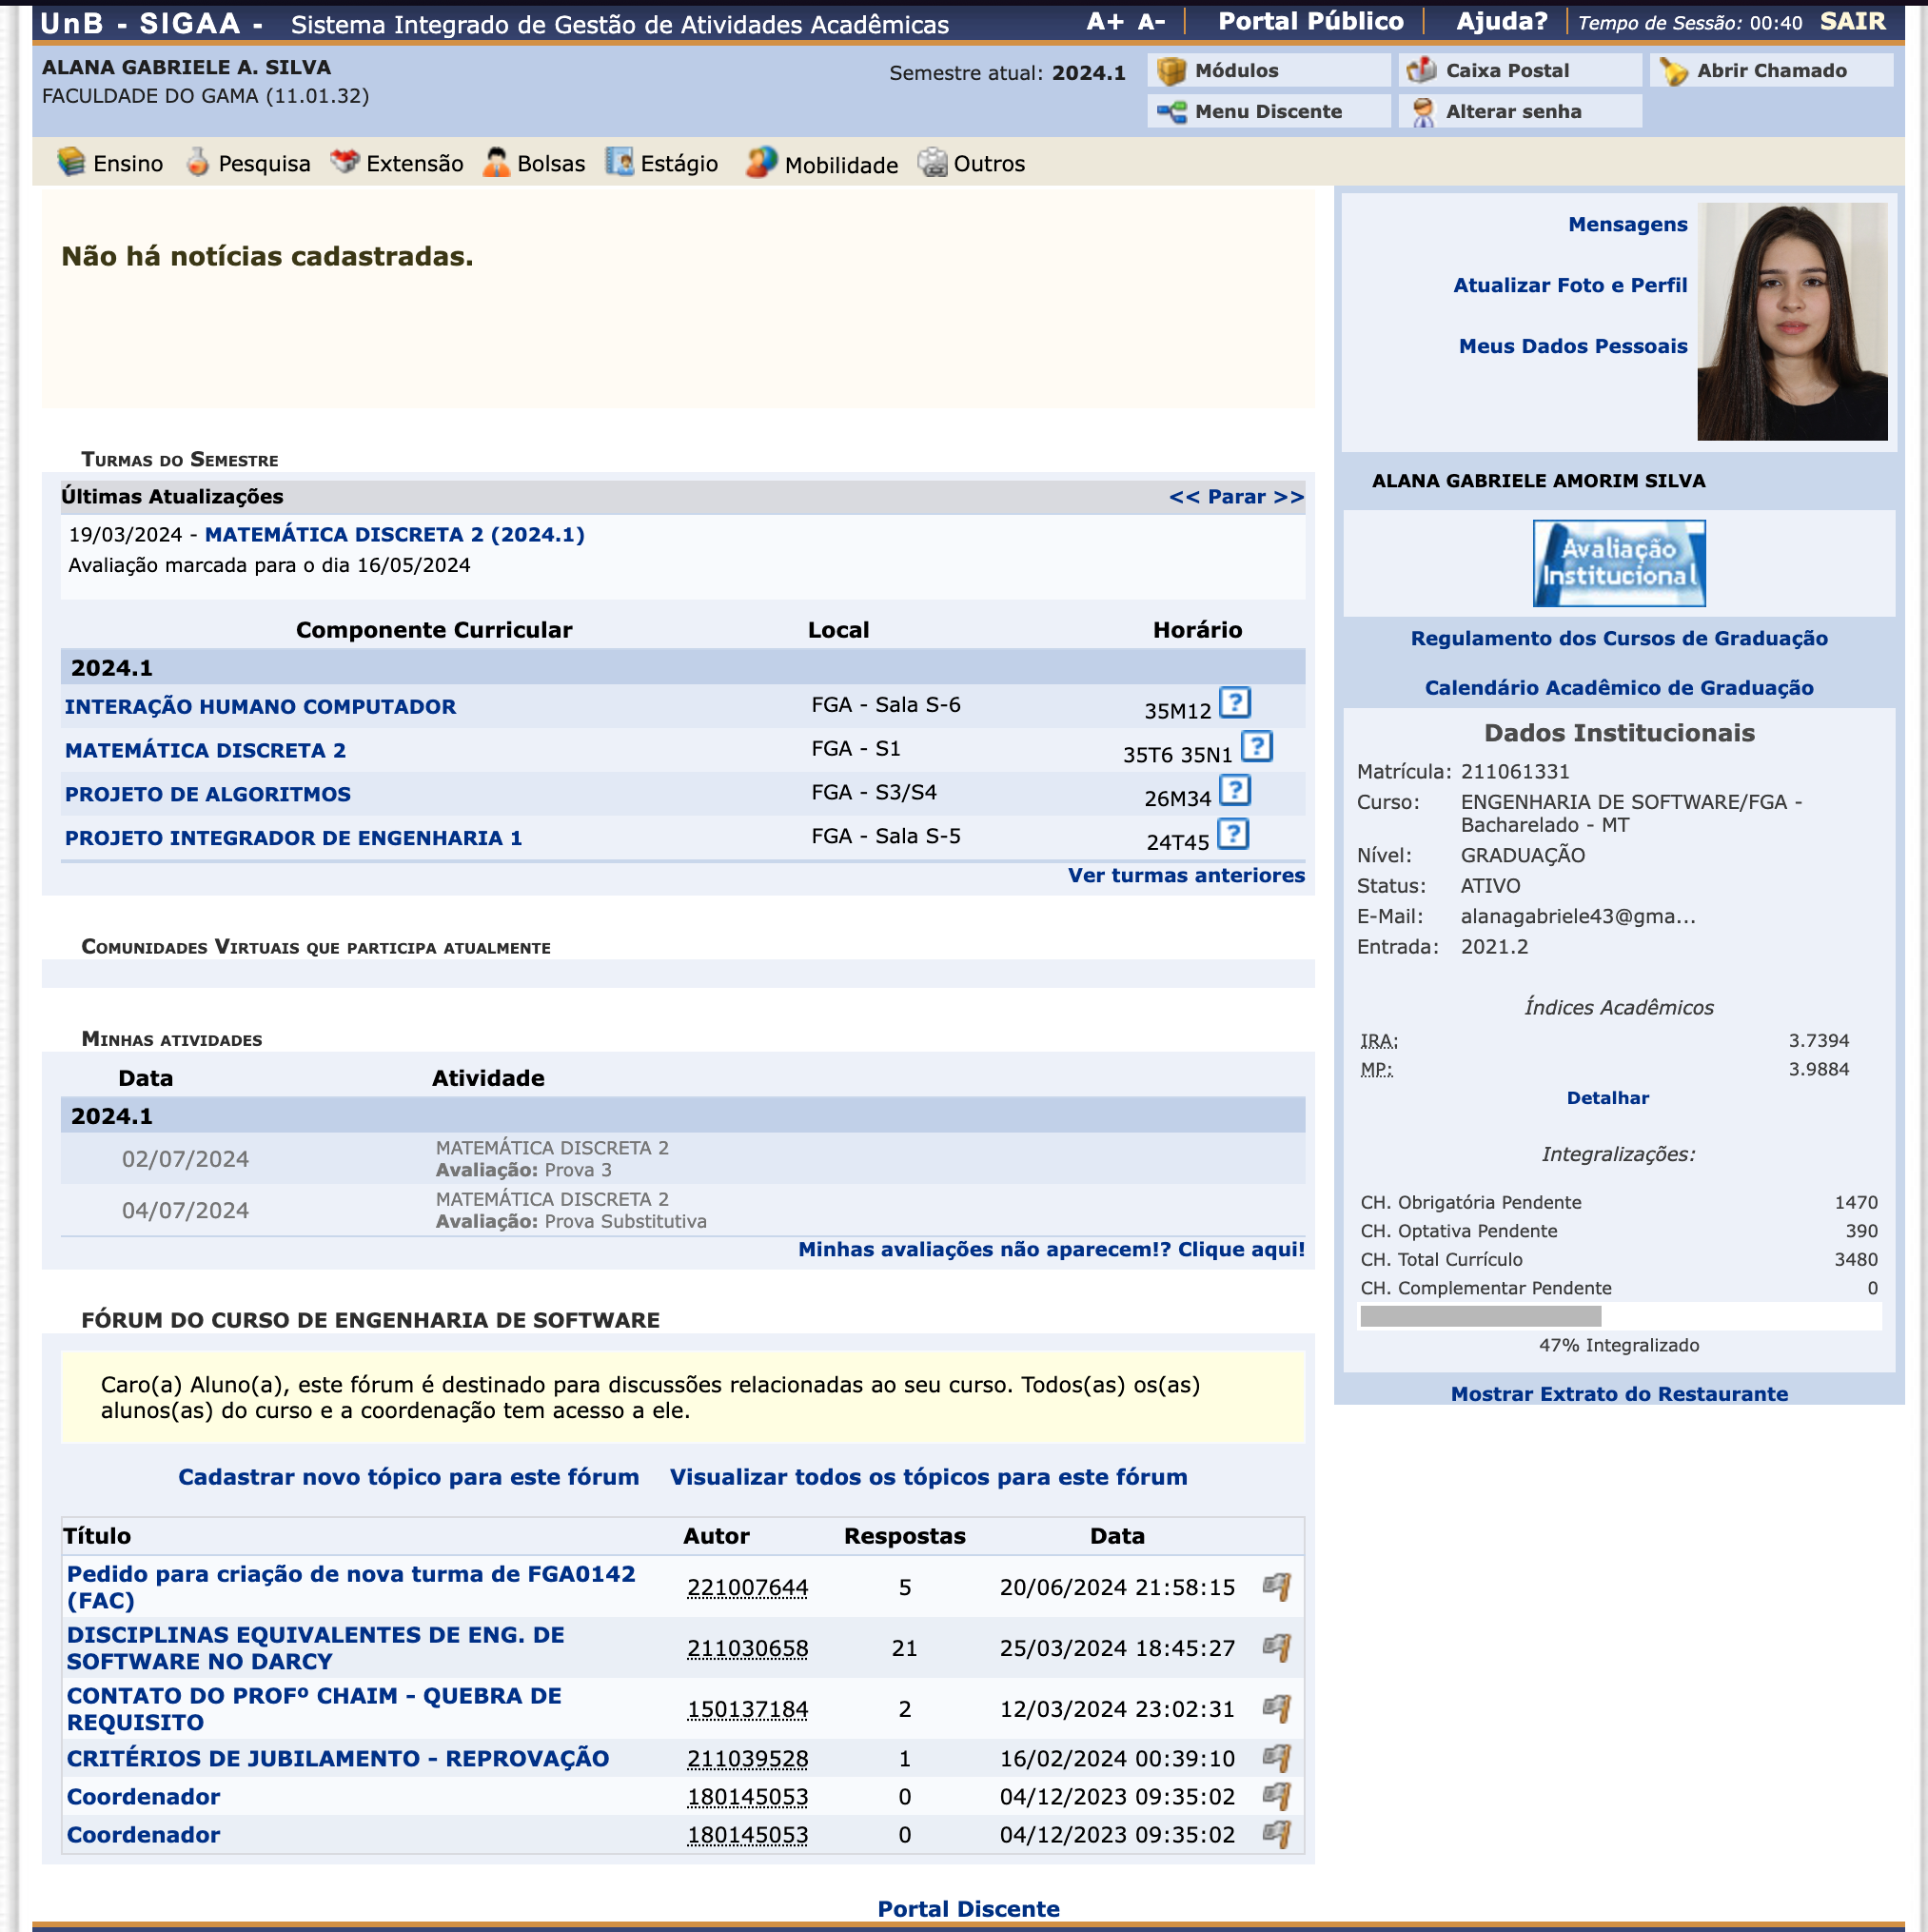 UnB - SIGAA - Sistema Integrado de Gestão de Atividades Acadêmicas A+ A- Portal Público Ajuda? Tempo de Sessão: 00:40 SAIR
ALANA GABRIELE A. SILVA
FACULDADE DO GAMA (11.01.32)
Semestre atual: 2024.1
Módulos Caixa Postal Abrir Chamado
Menu Discente Alterar senha
Ensino Pesquisa Extensão Bolsas Estágio Mobilidade Outros
Não há notícias cadastradas.
TURMAS DO SEMESTRE
Últimas Atualizações << Parar >>
19/03/2024 - MATEMÁTICA DISCRETA 2 (2024.1)
Avaliação marcada para o dia 16/05/2024
Componente Curricular Local Horário
2024.1
INTERAÇÃO HUMANO COMPUTADOR FGA - Sala S-6 35M12 ?
MATEMÁTICA DISCRETA 2 FGA - S1 35T6 35N1 ?
PROJETO DE ALGORITMOS FGA - S3/S4 26M34 ?
PROJETO INTEGRADOR DE ENGENHARIA 1 FGA - Sala S-5 24T45 ?
Ver turmas anteriores
COMUNIDADES VIRTUAIS QUE PARTICIPA ATUALMENTE
MINHAS ATIVIDADES
Data Atividade
2024.1
02/07/2024 MATEMÁTICA DISCRETA 2
Avaliação: Prova 3
04/07/2024 MATEMÁTICA DISCRETA 2
Avaliação: Prova Substitutiva
Minhas avaliações não aparecem!? Clique aqui!
FÓRUM DO CURSO DE ENGENHARIA DE SOFTWARE
Caro(a) Aluno(a), este fórum é destinado para discussões relacionadas ao seu curso. Todos(as) os(as)
alunos(as) do curso e a coordenação tem acesso a ele.
Cadastrar novo tópico para este fórum Visualizar todos os tópicos para este fórum
Título Autor Respostas Data
Pedido para criação de nova turma de FGA0142
(FAC) 221007644 5 20/06/2024 21:58:15
DISCIPLINAS EQUIVALENTES DE ENG. DE
SOFTWARE NO DARCY 211030658 21 25/03/2024 18:45:27
CONTATO DO PROFº CHAIM - QUEBRA DE
REQUISITO 150137184 2 12/03/2024 23:02:31
CRITÉRIOS DE JUBILAMENTO - REPROVAÇÃO 211039528 1 16/02/2024 00:39:10
Coordenador 180145053 0 04/12/2023 09:35:02
Coordenador 180145053 0 04/12/2023 09:35:02
Mensagens
Atualizar Foto e Perfil
Meus Dados Pessoais
ALANA GABRIELE AMORIM SILVA
Avaliação
Institucional
Regulamento dos Cursos de Graduação
Calendário Acadêmico de Graduação
Dados Institucionais
Matrícula: 211061331
Curso: ENGENHARIA DE SOFTWARE/FGA -
Bacharelado - MT
Nível: GRADUAÇÃO
Status: ATIVO
E-Mail: alanagabriele43@gma...
Entrada: 2021.2
Índices Acadêmicos
IRA: 3.7394
MP: 3.9884
Detalhar
Integralizações:
CH. Obrigatória Pendente 1470
CH. Optativa Pendente 390
CH. Total Currículo 3480
CH. Complementar Pendente 0
47% Integralizado
Mostrar Extrato do Restaurante
Portal Discente